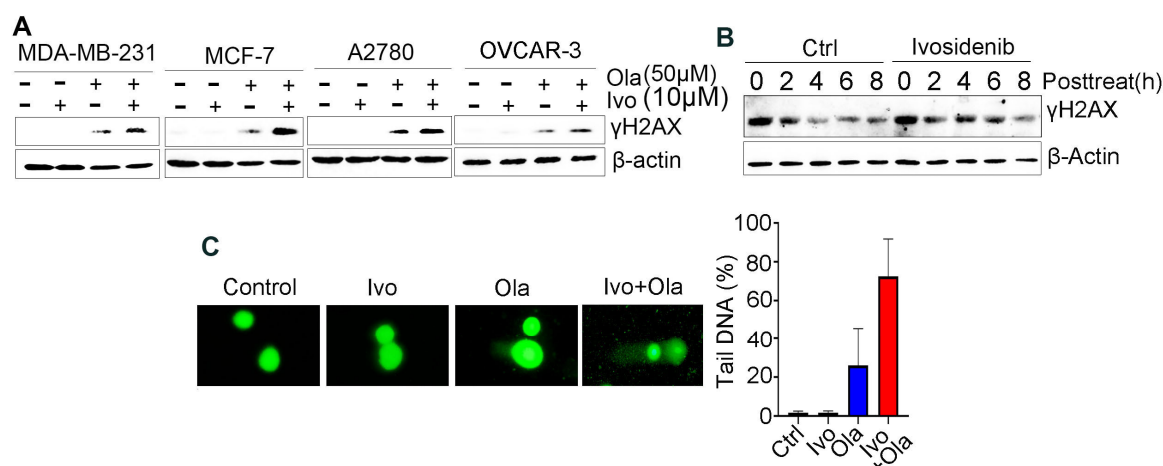 A
MDA-MB-231 MCF-7 A2780 OVCAR-3
- - + + - - + + - - + + - - + + Ola(50µM)
- + - + - + - + - + - + - + - + Ivo(10µM)
γH2AX
β-actin
B
Ctrl Ivosidenib
0 2 4 6 8 0 2 4 6 8 Posttreat(h)
γH2AX
β-Actin
C
Control Ivo Ola Ivo+Ola
Tail DNA (%)
100
80
60
40
20
0
Ctrl
Ivo
Ola
Ivo
+Ola